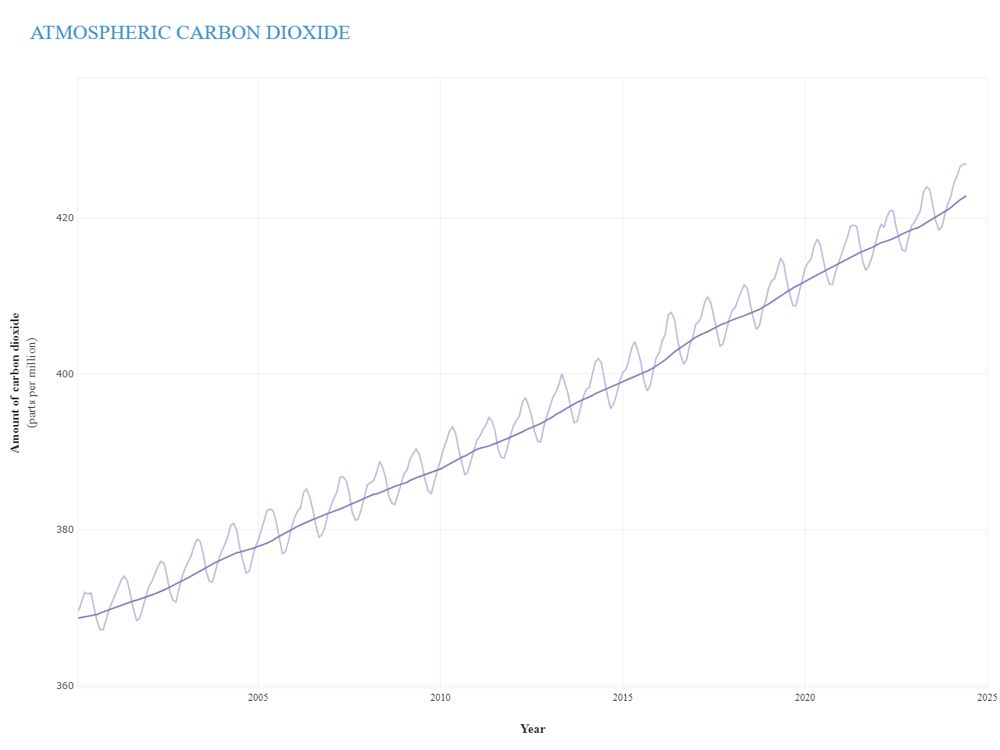 ATMOSPHERIC CARBON DIOXIDE
Amount of carbon dioxide
(parts per million)
420
400
380
360
2005
2010
2015
2020
2025
Year